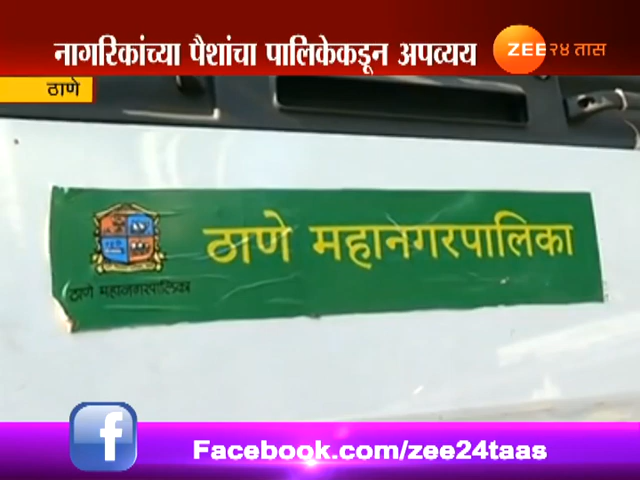 नागरिकांच्या पैशांचा पालिकेकडून अपव्यय
ZEE २४ तास
ठाणे
ठाणे महानगरपालिका
ठाणे महानगरपालिका
Facebook.com/zee24taas